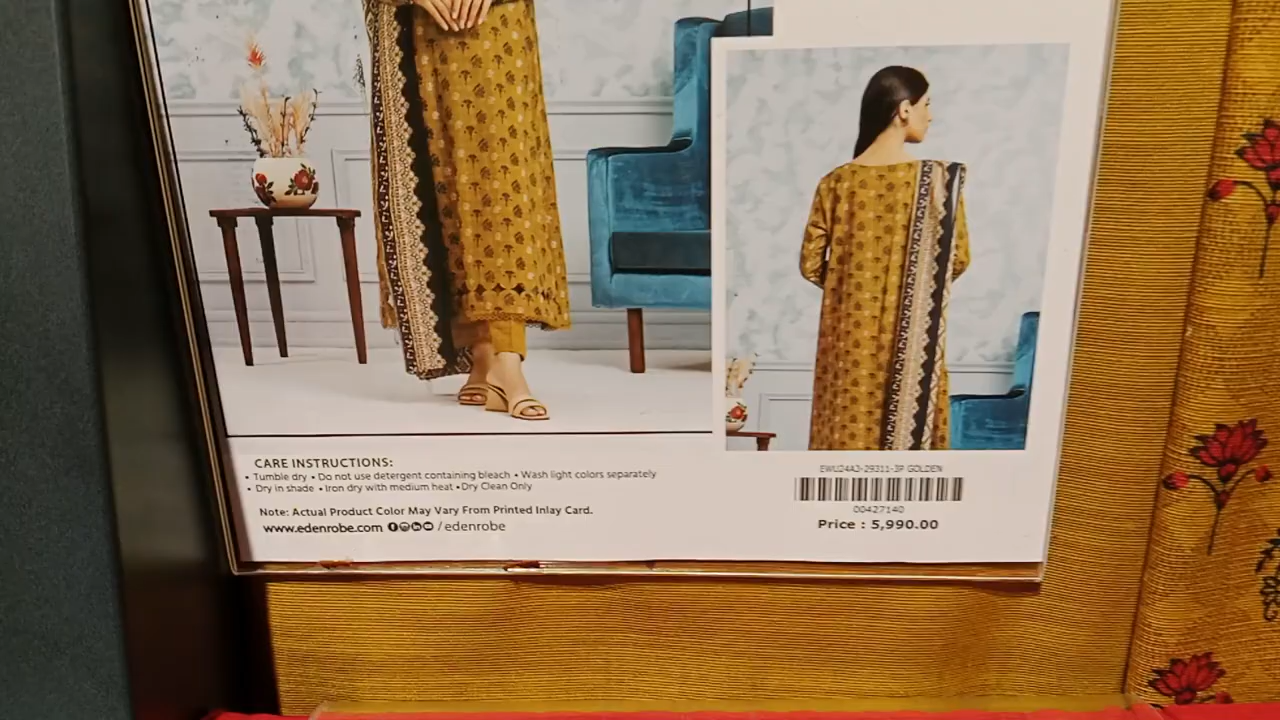 CARE INSTRUCTIONS:
• Tumble dry • Do not use detergent containing bleach • Wash light colors separately
• Dry in shade • Iron dry with medium heat •Dry Clean Only
Note: Actual Product Color May Vary From Printed Inlay Card.
www.edenrobe.com /edenrobe
EWU24A3-29311-3P GOLDEN
00427140
Price : 5,990.00